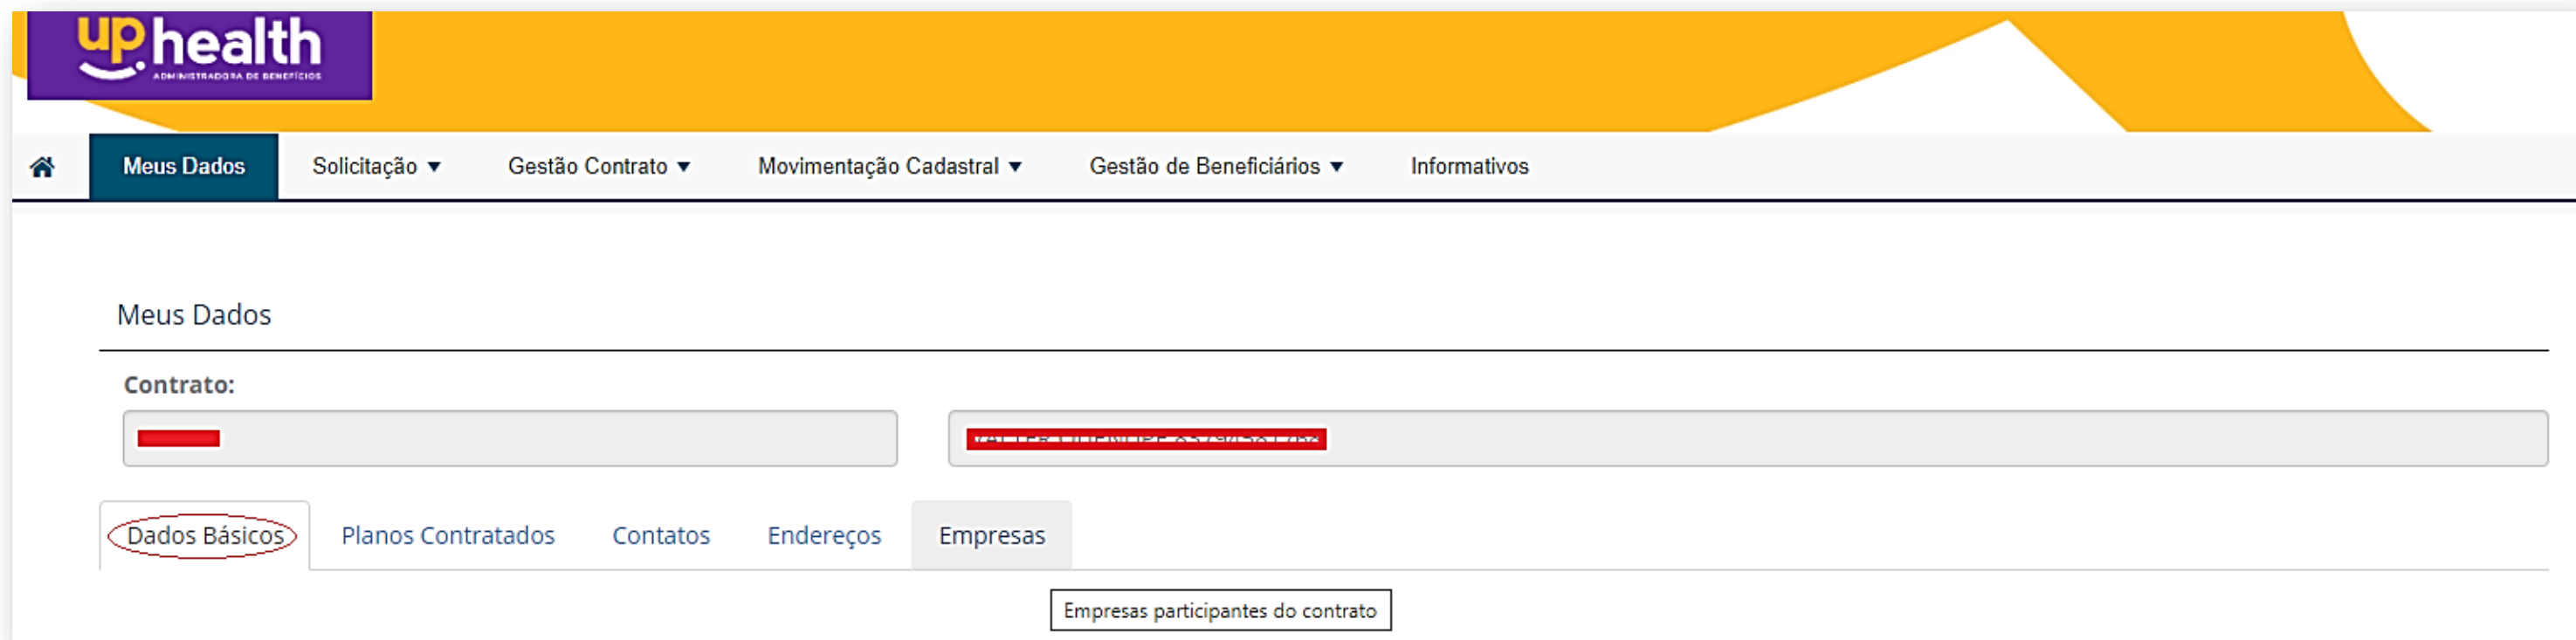 up health
ADMINISTRADORA DE BENEFÍCIOS
Meus Dados Solicitação Gestão Contrato Movimentação Cadastral Gestão de Beneficiários Informativos
Meus Dados
Contrato:
Dados Básicos Planos Contratados Contatos Endereços Empresas
Empresas participantes do contrato